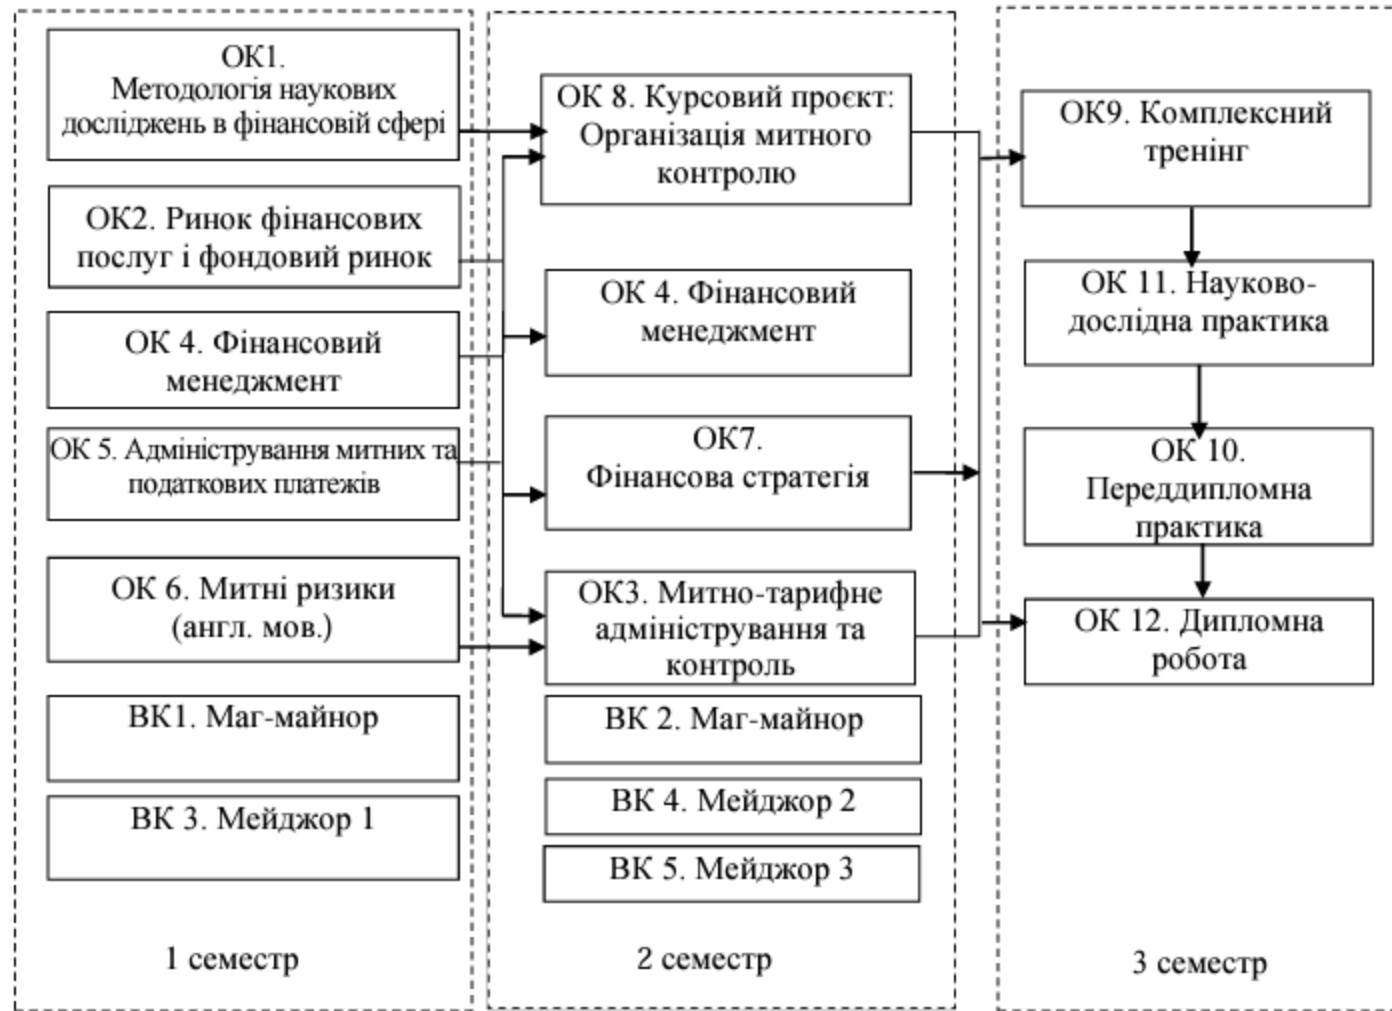 ОК1.
Методологія наукових
досліджень в фінансовій сфері
ОК2. Ринок фінансових
послуг і фондовий ринок
ОК 4. Фінансовий
менеджмент
ОК 5. Адміністрування митних та
податкових платежів
ОК 6. Митні ризики
(англ. мов.)
ВК1. Маг-майнор
ВК 3. Мейджор 1
1 семестр
ОК 8. Курсовий проєкт:
Організація митного
контролю
ОК 4. Фінансовий
менеджмент
ОК7.
Фінансова стратегія
ОК3. Митно-тарифне
адміністрування та
контроль
ВК 2. Маг-майнор
ВК 4. Мейджор 2
ВК 5. Мейджор 3
2 семестр
ОК9. Комплексний
тренінг
ОК 11. Науково-
дослідна практика
ОК 10.
Переддипломна
практика
ОК 12. Дипломна
робота
3 семестр